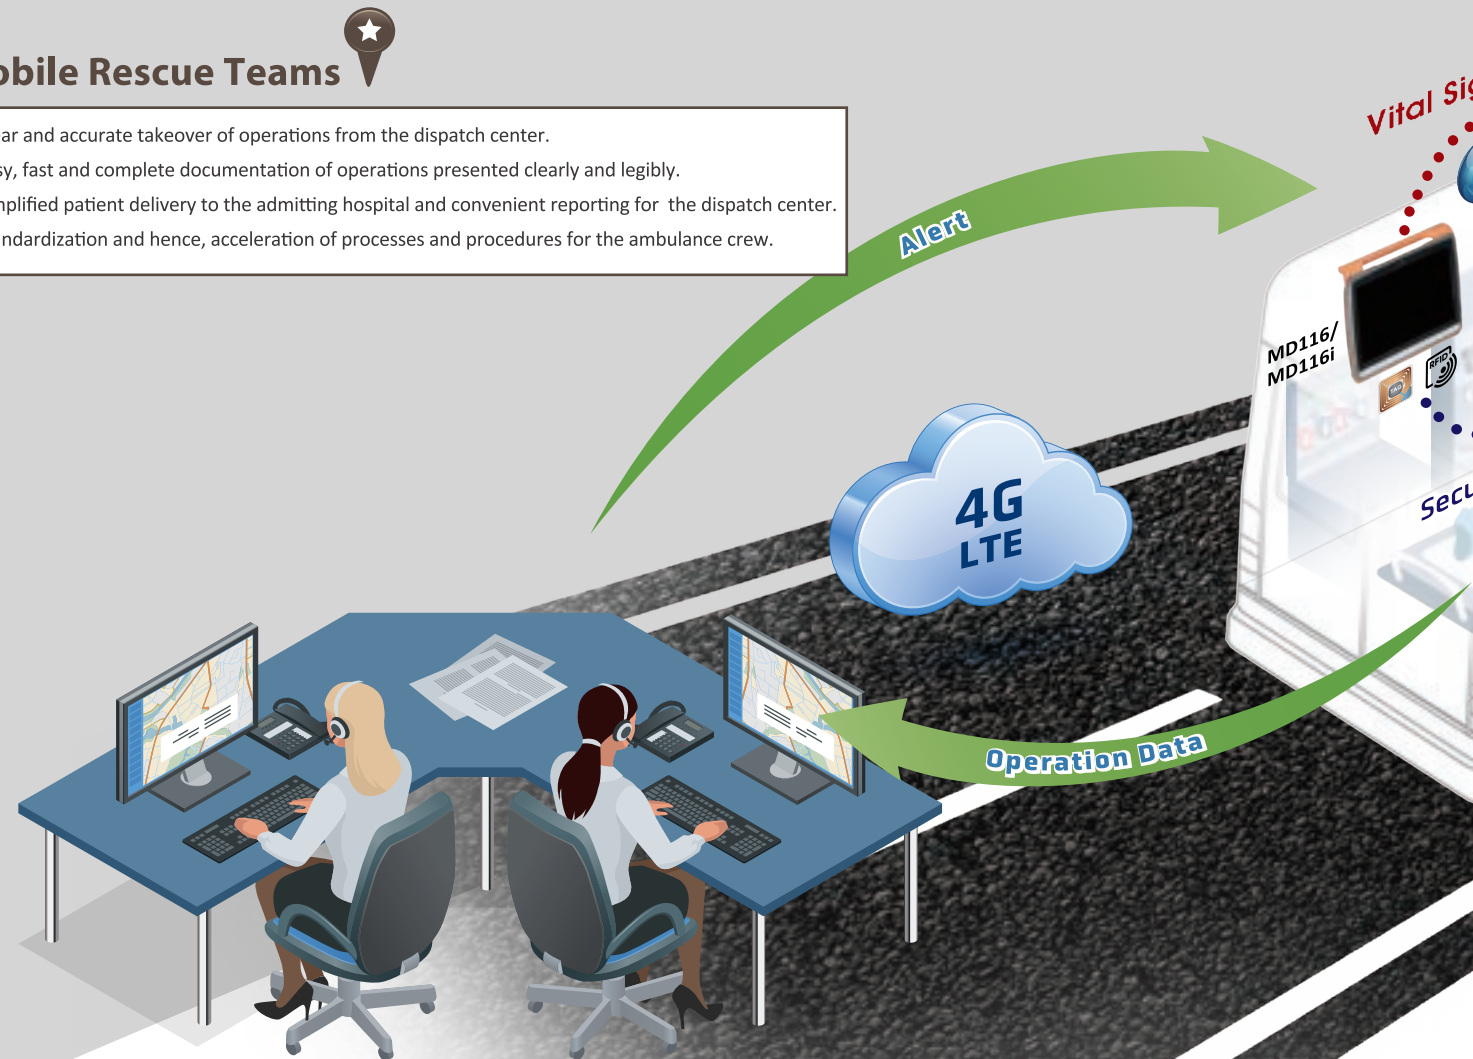 obile Rescue Teams
ar and accurate takeover of operations from the dispatch center.
sy, fast and complete documentation of operations presented clearly and legibly.
nplified patient delivery to the admitting hospital and convenient reporting for the dispatch center.
ndardization and hence, acceleration of processes and procedures for the ambulance crew.
Vital Sig
Alert
MD116/
MD116i
RFID
TAG
4G
LTE
Secu
Operation Data